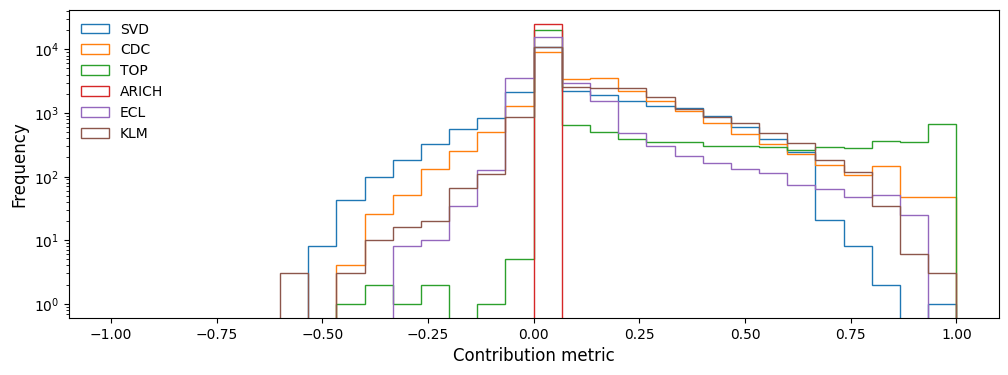 SVD
CDC
TOP
ARICH
ECL
KLM
Frequency
10⁴
10³
10²
10¹
10⁰
−1.00 −0.75 −0.50 −0.25 0.00 0.25 0.50 0.75 1.00
Contribution metric